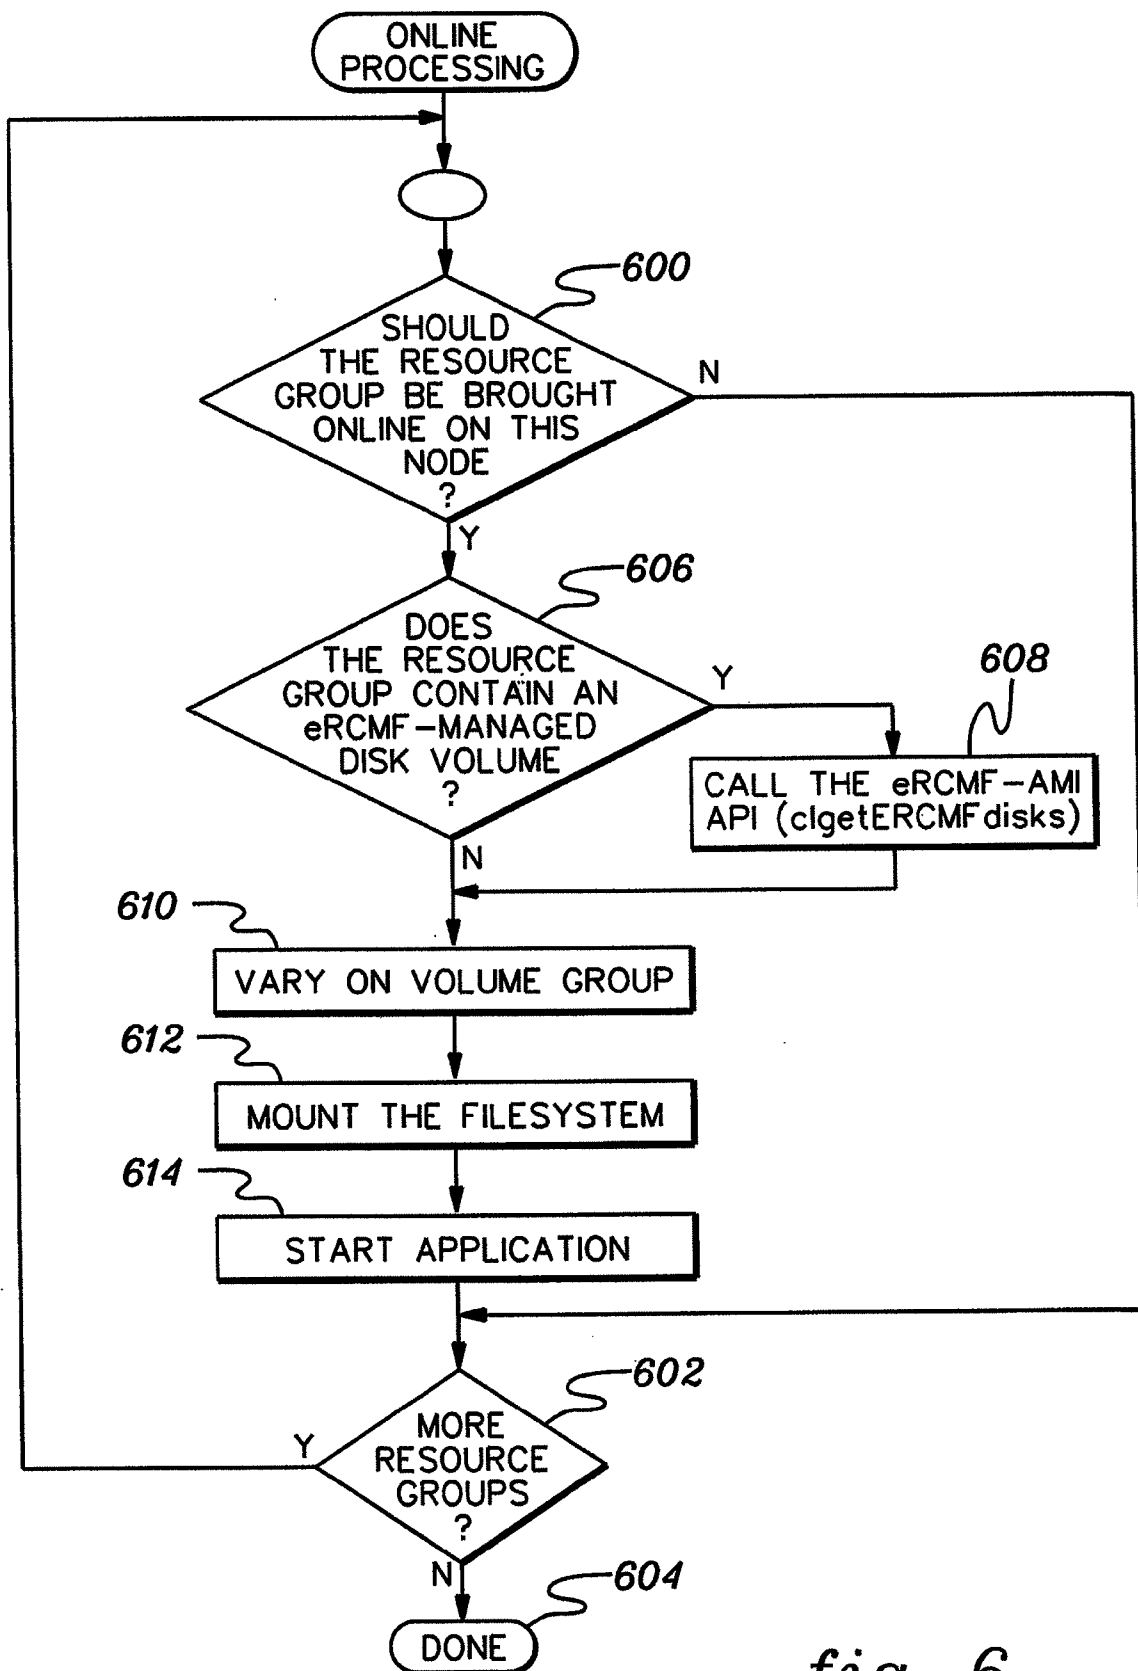 ONLINE
PROCESSING
600
SHOULD
THE RESOURCE
GROUP BE BROUGHT
ONLINE ON THIS
NODE
?
N
Y
606
DOES
THE RESOURCE
GROUP CONTAIN AN
eRCMF-MANAGED
DISK VOLUME
?
Y
608
CALL THE eRCMF-AMI
API (clgetERCMFdisks)
N
610
VARY ON VOLUME GROUP
612
MOUNT THE FILESYSTEM
614
START APPLICATION
602
MORE
RESOURCE
GROUPS
?
Y
N
604
DONE
fig. 6